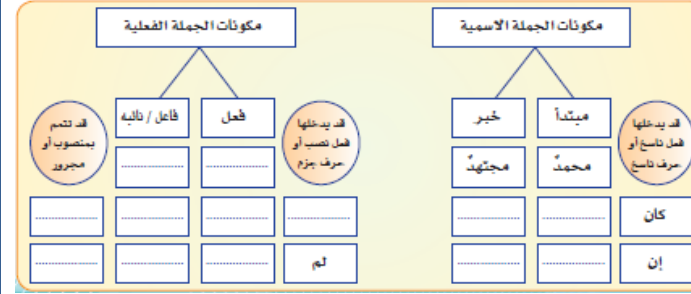 مكونات الجملة الاسمية
مكونات الجملة الفعلية
قد يدخلها
فعل ناسخ أو
حرف ناسخ
مبتدأ
خبر
قد يدخلها
فعل نصب أو
حرف جزم
فعل
فاعل / نائبه
قد تتمم
بمنصوب أو
مجرور
محمدٌ
مجتهدٌ
كان
إن
لم